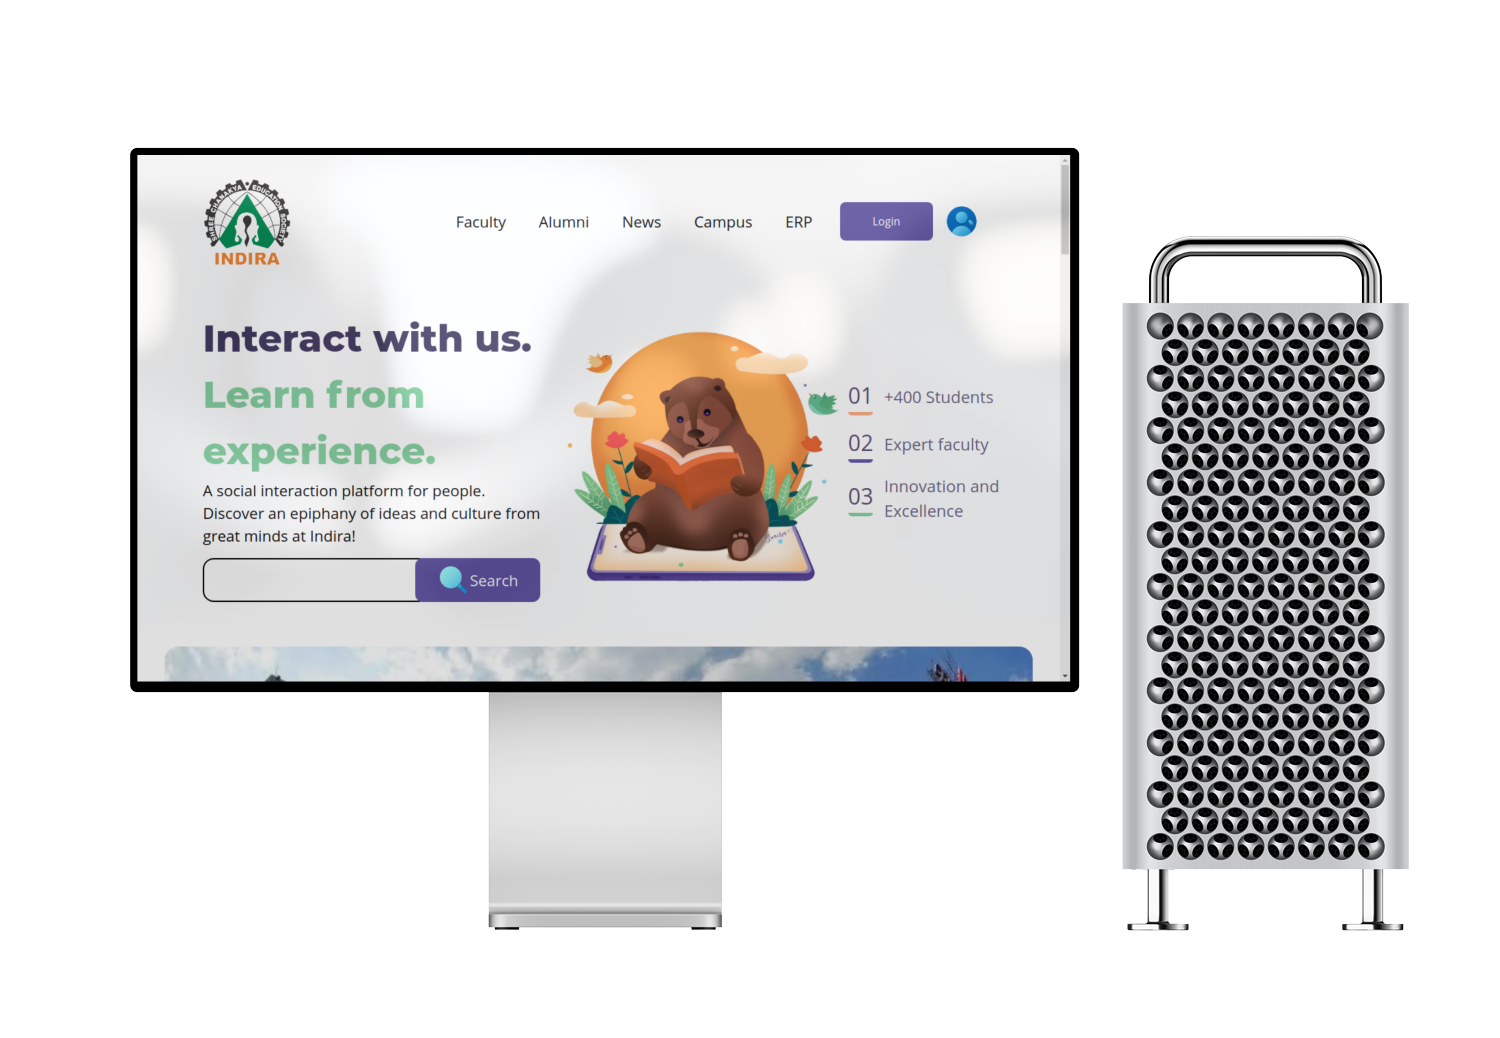 SHREE CHANAKYA EDUCATION SOCIETY
INDIRA
Faculty Alumni News Campus ERP Login
Interact with us.
Learn from
experience.
A social interaction platform for people.
Discover an epiphany of ideas and culture from
great minds at Indira!
Search
01 +400 Students
02 Expert faculty
03 Innovation and
Excellence